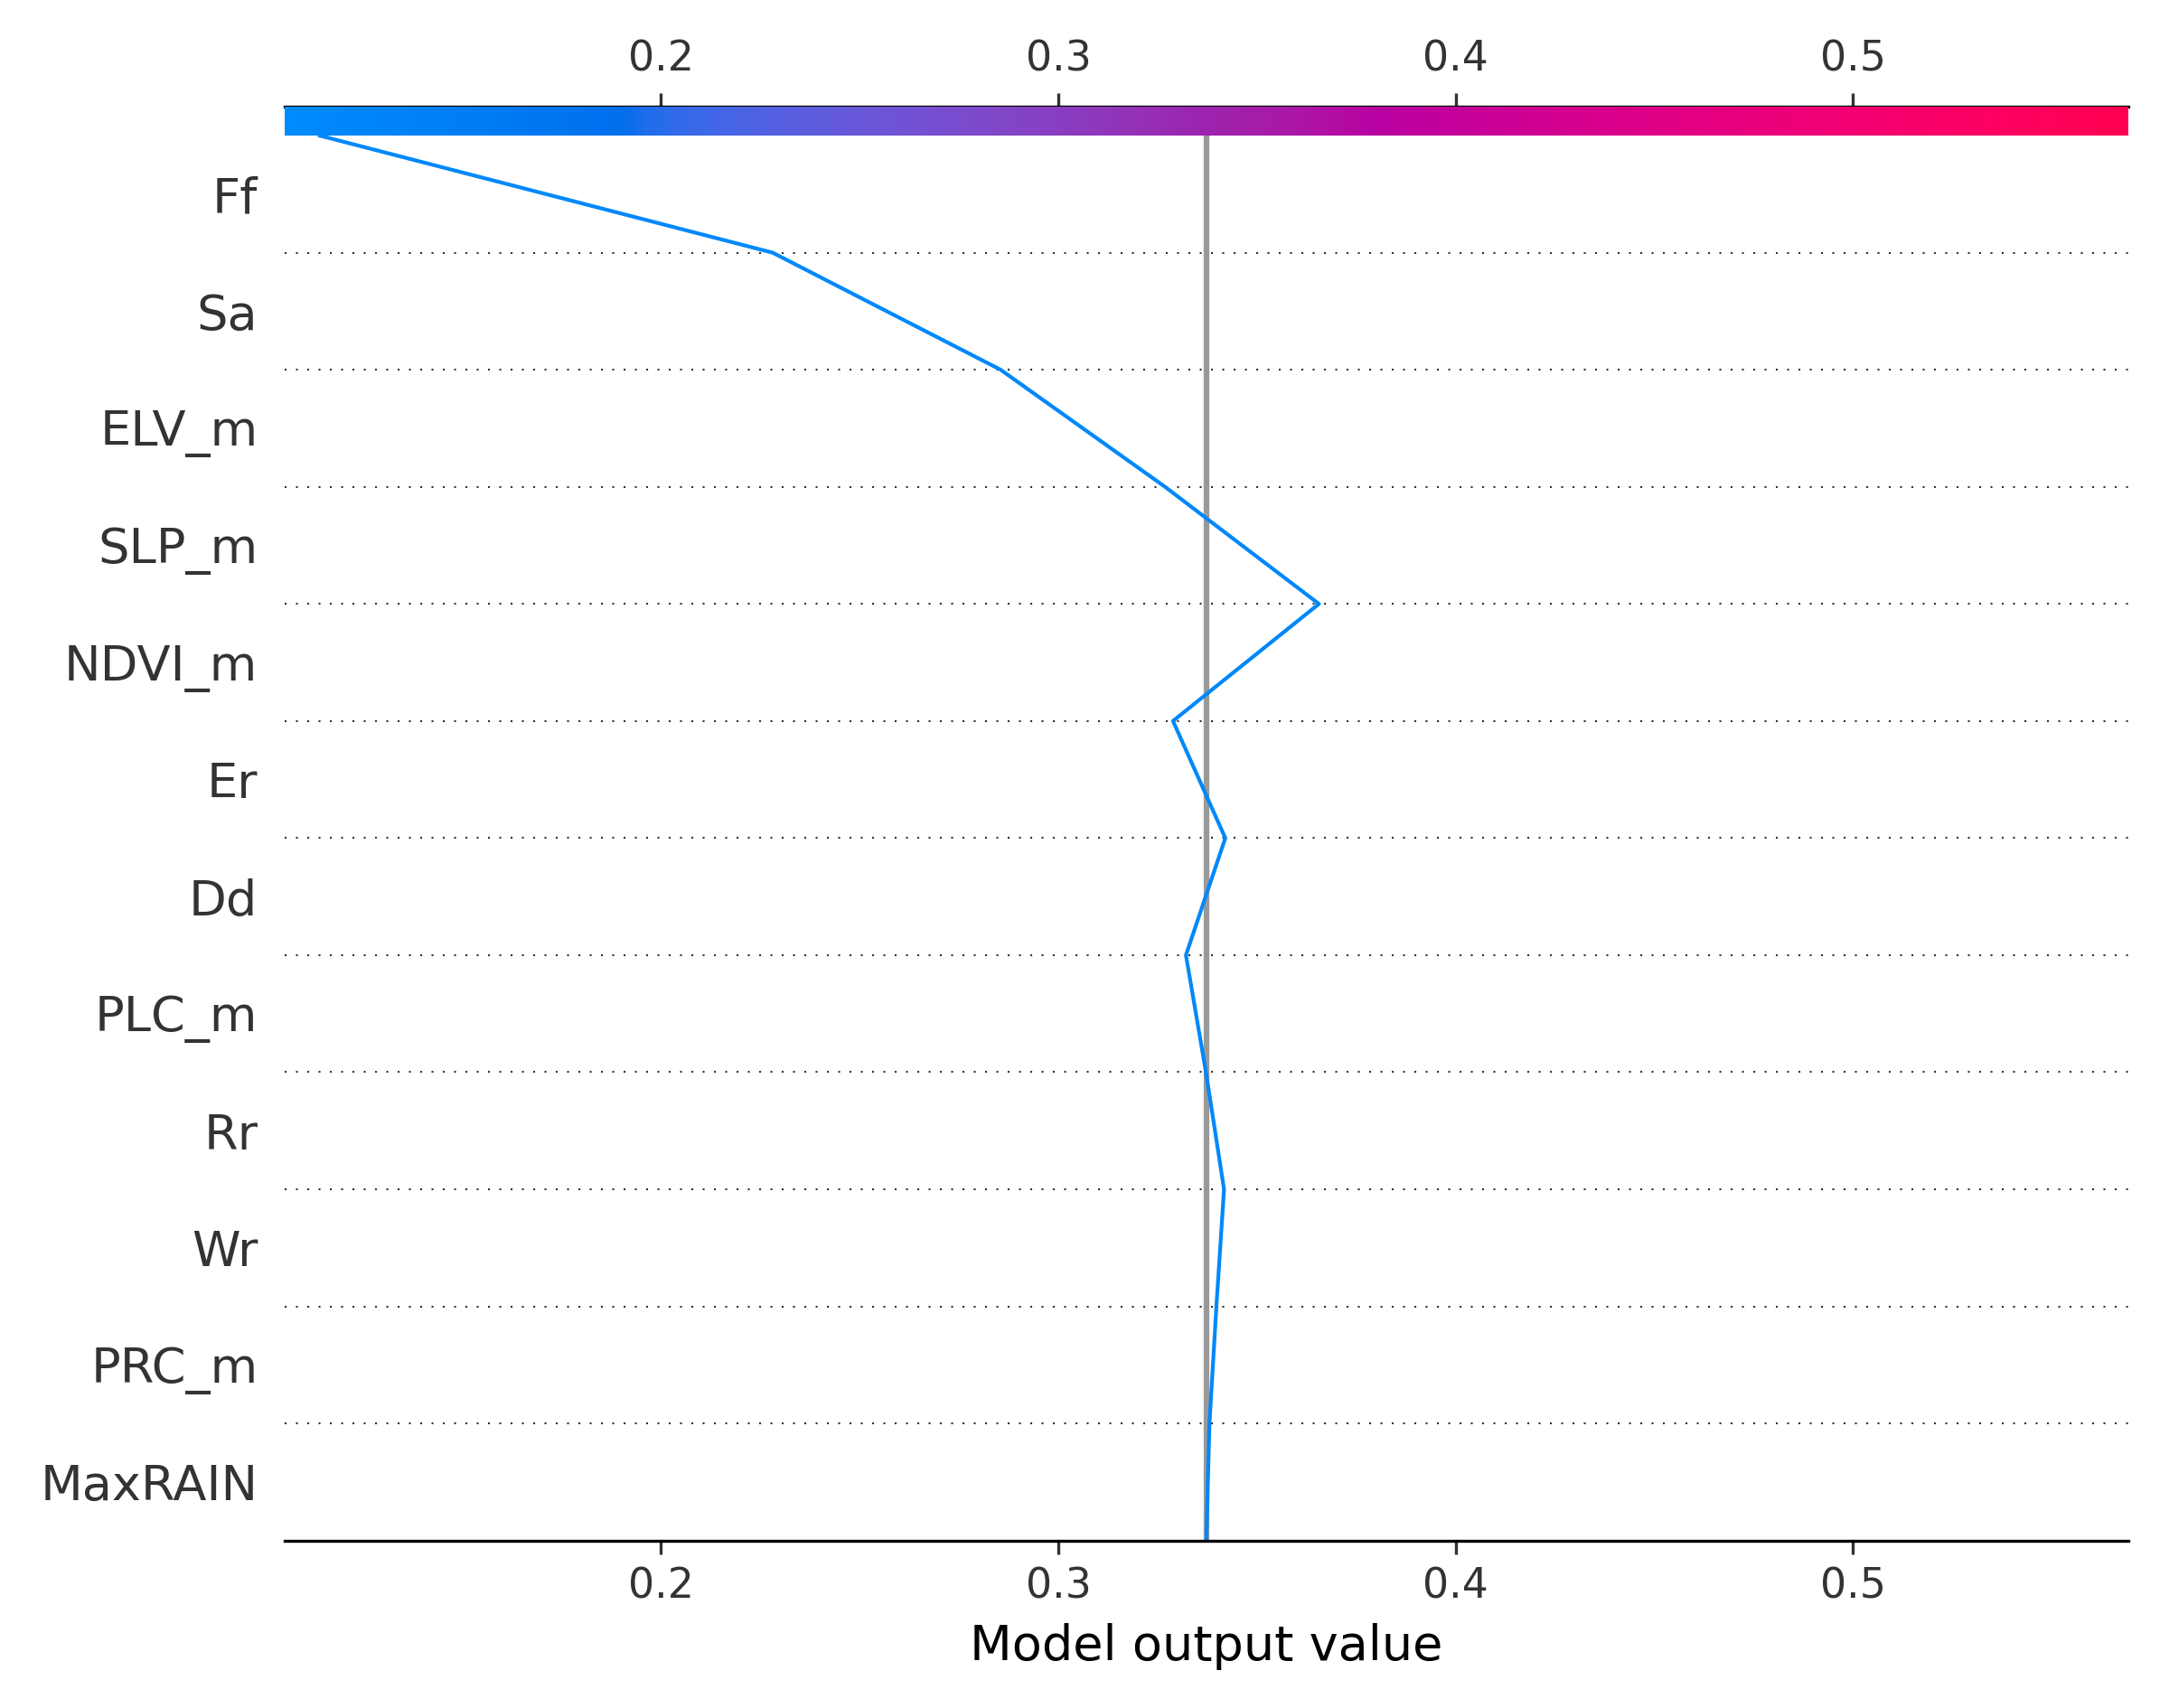 0.2 0.3 0.4 0.5
Ff
Sa
ELV_m
SLP_m
NDVI_m
Er
Dd
PLC_m
Rr
Wr
PRC_m
MaxRAIN
0.2 0.3 0.4 0.5
Model output value